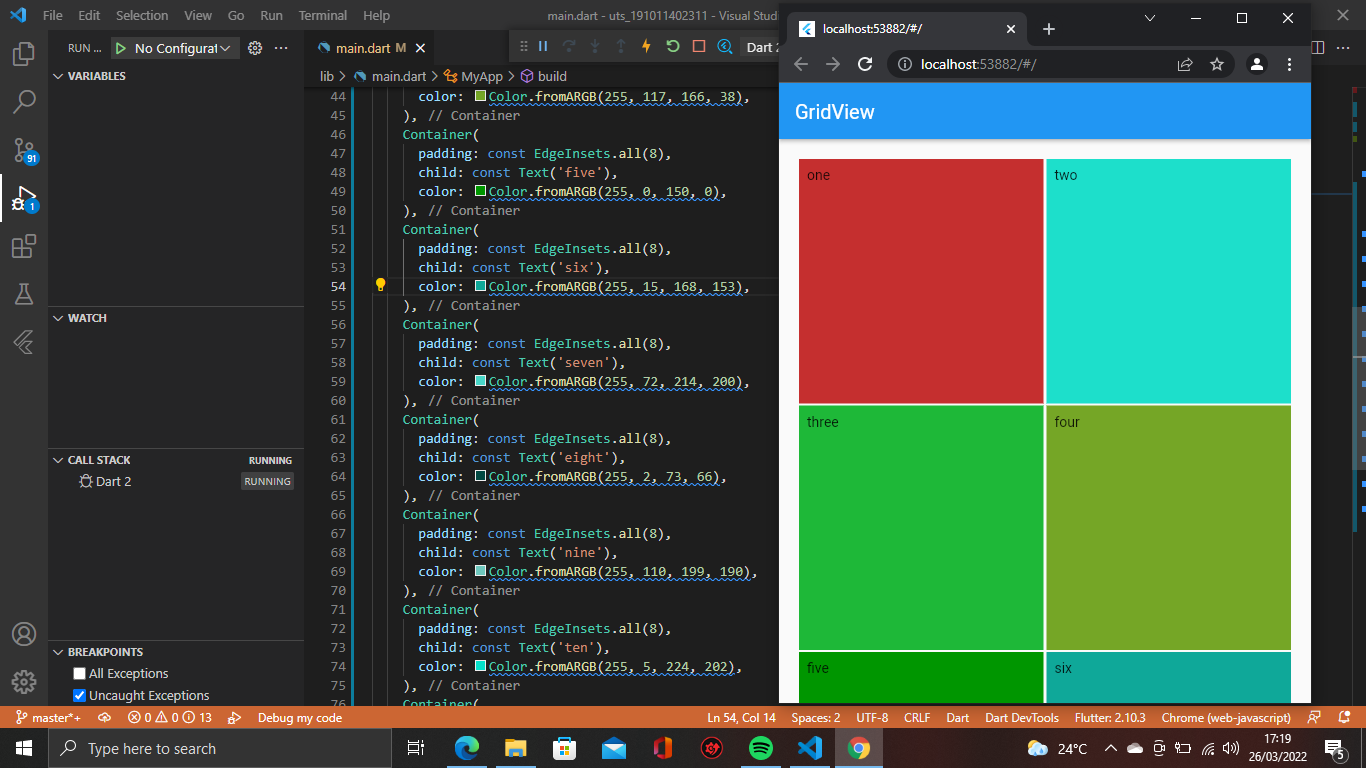 File Edit Selection View Go Run Terminal Help
main.dart - uts_191011402311 - Visual Stud
RUN ...
No Configurat
main.dart M
Dart 2
lib > main.dart > MyApp > build
VARIABLES
WATCH
CALL STACK
RUNNING
Dart 2
RUNNING
BREAKPOINTS
All Exceptions
Uncaught Exceptions
91
1
44 color: Color.fromARGB(255, 117, 166, 38),
45 ), // Container
46 Container(
47 padding: const EdgeInsets.all(8),
48 child: const Text('five'),
49 color: Color.fromARGB(255, 0, 150, 0),
50 ), // Container
51 Container(
52 padding: const EdgeInsets.all(8),
53 child: const Text('six'),
54 color: Color.fromARGB(255, 15, 168, 153),
55 ), // Container
56 Container(
57 padding: const EdgeInsets.all(8),
58 child: const Text('seven'),
59 color: Color.fromARGB(255, 72, 214, 200),
60 ), // Container
61 Container(
62 padding: const EdgeInsets.all(8),
63 child: const Text('eight'),
64 color: Color.fromARGB(255, 2, 73, 66),
65 ), // Container
66 Container(
67 padding: const EdgeInsets.all(8),
68 child: const Text('nine'),
69 color: Color.fromARGB(255, 110, 199, 190),
70 ), // Container
71 Container(
72 padding: const EdgeInsets.all(8),
73 child: const Text('ten'),
74 color: Color.fromARGB(255, 5, 224, 202),
75 ), // Container
76 Container(
localhost:53882/#/
localhost:53882/#/
GridView
one
two
three
four
five
six
master*+
0 0 13
Debug my code
Ln 54, Col 14
Spaces: 2
UTF-8
CRLF
Dart
Dart DevTools
Flutter: 2.10.3
Chrome (web-javascript)
Type here to search
24°C
17:19
26/03/2022
5